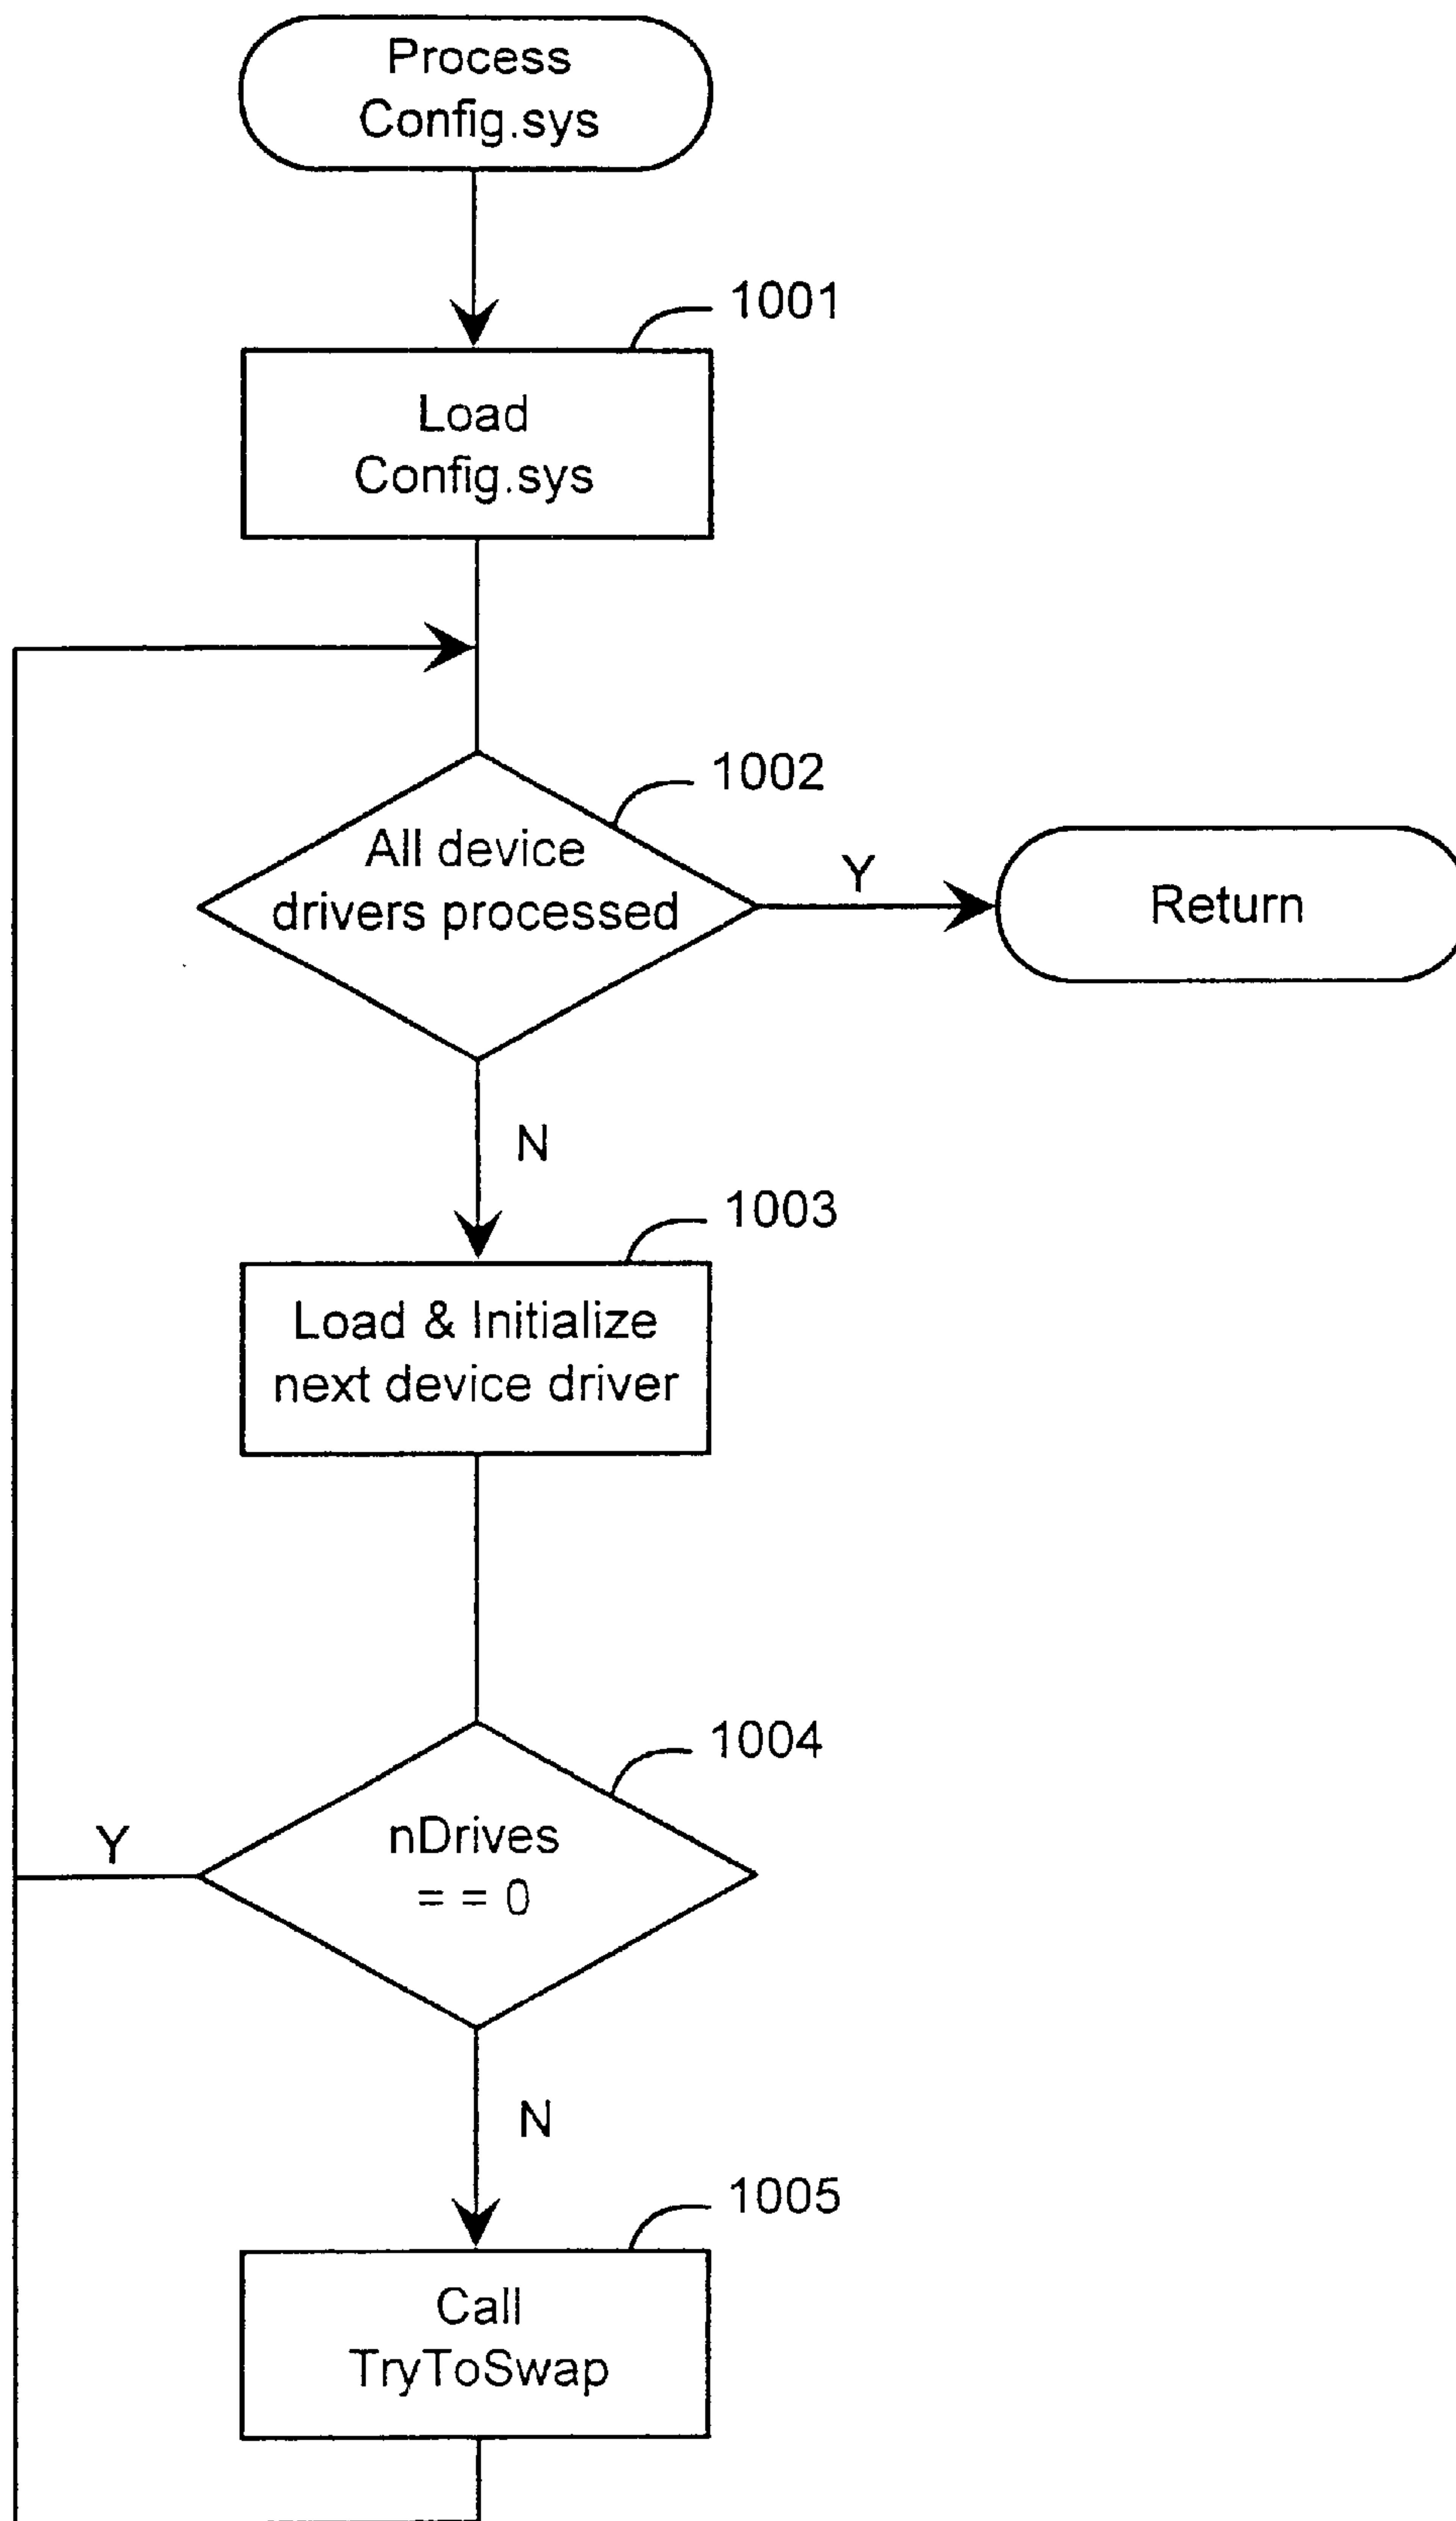 Process
Config.sys
1001
Load
Config.sys
1002
All device
drivers processed
Y
Return
N
1003
Load & Initialize
next device driver
1004
nDrives
= = 0
Y
N
1005
Call
TryToSwap